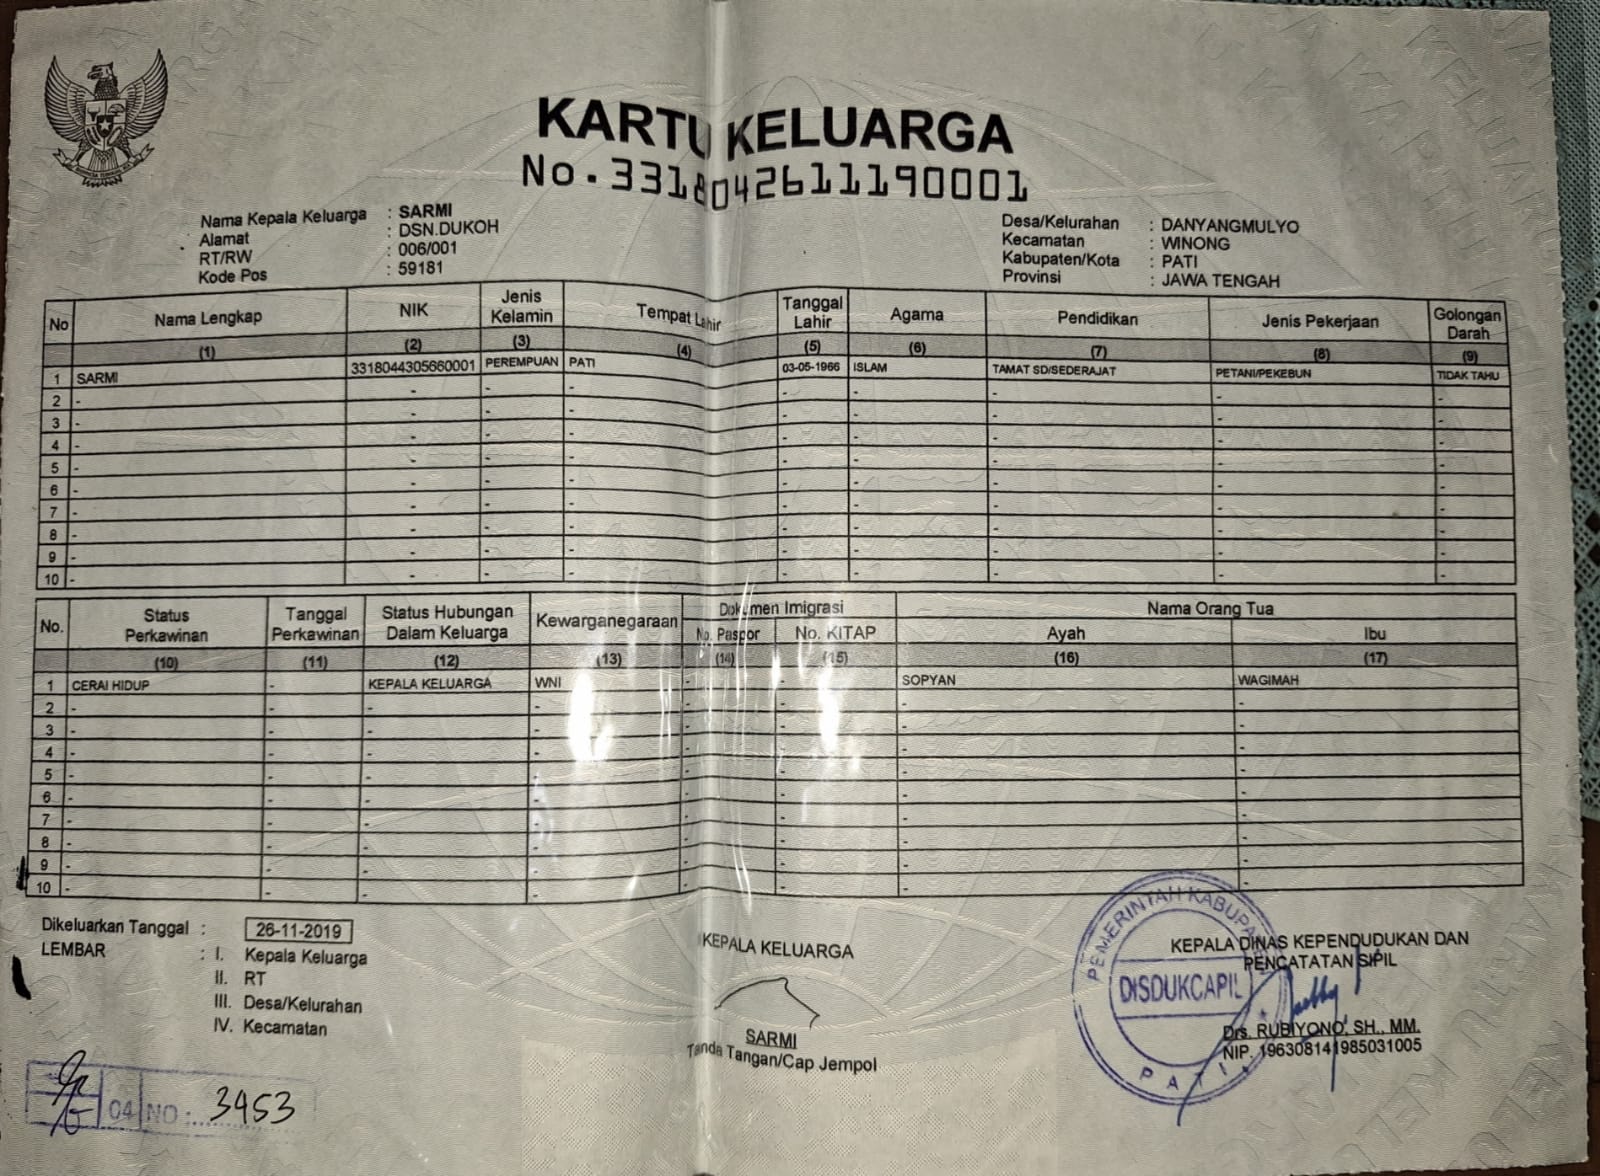 KARTU KELUARGA
No. 3318042611190001
Nama Kepala Keluarga : SARMI
Alamat : DSN.DUKOH
RT/RW : 006/001
Kode Pos : 59181
Desa/Kelurahan : DANYANGMULYO
Kecamatan : WINONG
Kabupaten/Kota : PATI
Provinsi : JAWA TENGAH
No Nama Lengkap NIK Jenis Kelamin Tempat Lahir Tanggal Lahir Agama Pendidikan Jenis Pekerjaan Golongan Darah
(1) (2) (3) (4) (5) (6) (7) (8) (9)
1 SARMI 3318044305660001 PEREMPUAN PATI 03-05-1966 ISLAM TAMAT SD/SEDERAJAT PETANI/PEKEBUN TIDAK TAHU
2 - - - - - - - - -
3 - - - - - - - - -
4 - - - - - - - - -
5 - - - - - - - - -
6 - - - - - - - - -
7 - - - - - - - - -
8 - - - - - - - - -
9 - - - - - - - - -
10 - - - - - - - - -
No. Status Perkawinan Tanggal Perkawinan Status Hubungan Dalam Keluarga Kewarganegaraan Dokumen Imigrasi Nama Orang Tua
No. Paspor No. KITAP Ayah Ibu
(10) (11) (12) (13) (14) (15) (16) (17)
1 CERAI HIDUP - KEPALA KELUARGA WNI - - SOPYAN WAGIMAH
2 - - - - - - - -
3 - - - - - - - -
4 - - - - - - - -
5 - - - - - - - -
6 - - - - - - - -
7 - - - - - - - -
8 - - - - - - - -
9 - - - - - - - -
10 - - - - - - - -
Dikeluarkan Tanggal : 26-11-2019
LEMBAR : I. Kepala Keluarga
II. RT
III. Desa/Kelurahan
IV. Kecamatan
KEPALA KELUARGA
SARMI
Tanda Tangan/Cap Jempol
KEPALA DINAS KEPENDUDUKAN DAN
PENCATATAN SIPIL
Drs. RUBIYONO, SH., MM.
NIP. 196308141985031005
PEMERINTAH KABUPA
DISDUKCAPIL
PATI
04 NO: 3453